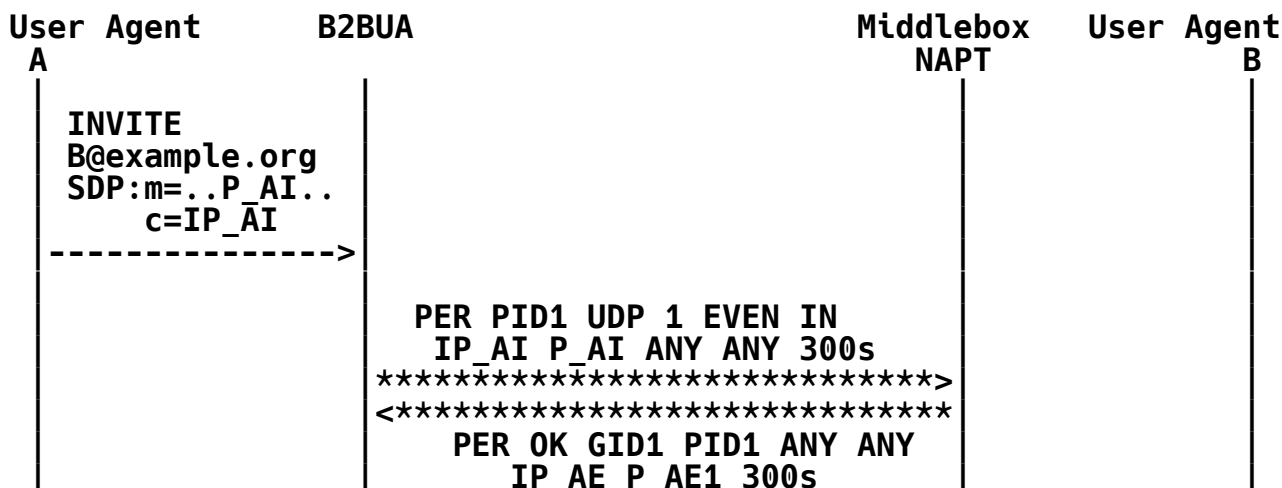 User Agent B2BUA Middlebox User Agent
A NAPT B
INVITE
B@example.org
SDP:m=..P_AI..
c=IP_AI
--------------->
PER PID1 UDP 1 EVEN IN
IP_AI P_AI ANY ANY 300s
*****************************>
<*****************************
PER OK GID1 PID1 ANY ANY
IP_AE P_AE1 300s